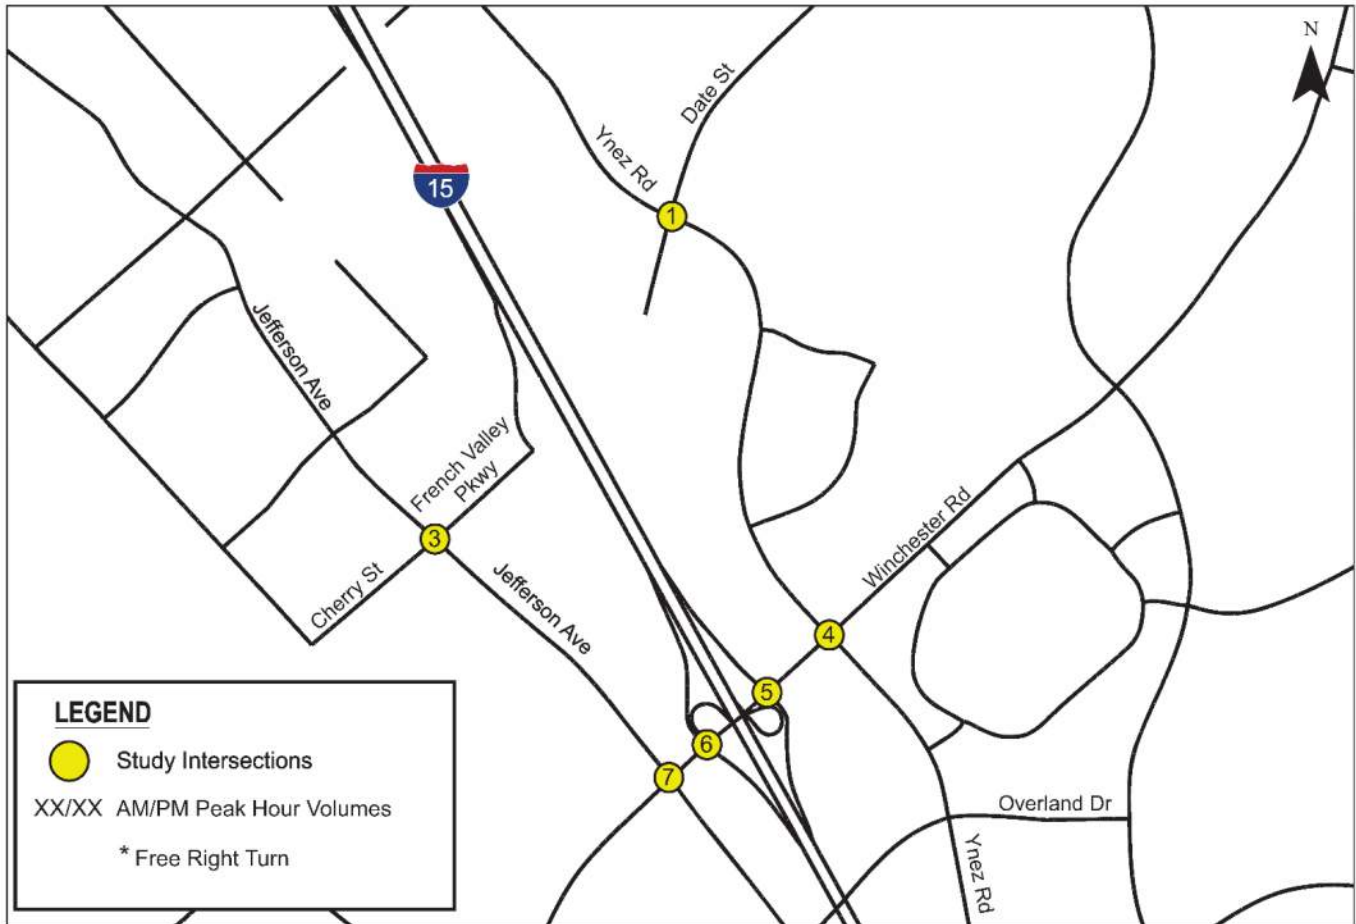 N
Date St
Ynez Rd
15
1
Jefferson Ave
French Valley
Pkwy
3
Cherry St
Jefferson Ave
Winchester Rd
4
5
6
7
Overland Dr
Ynez Rd
LEGEND
Study Intersections
XX/XX AM/PM Peak Hour Volumes
* Free Right Turn